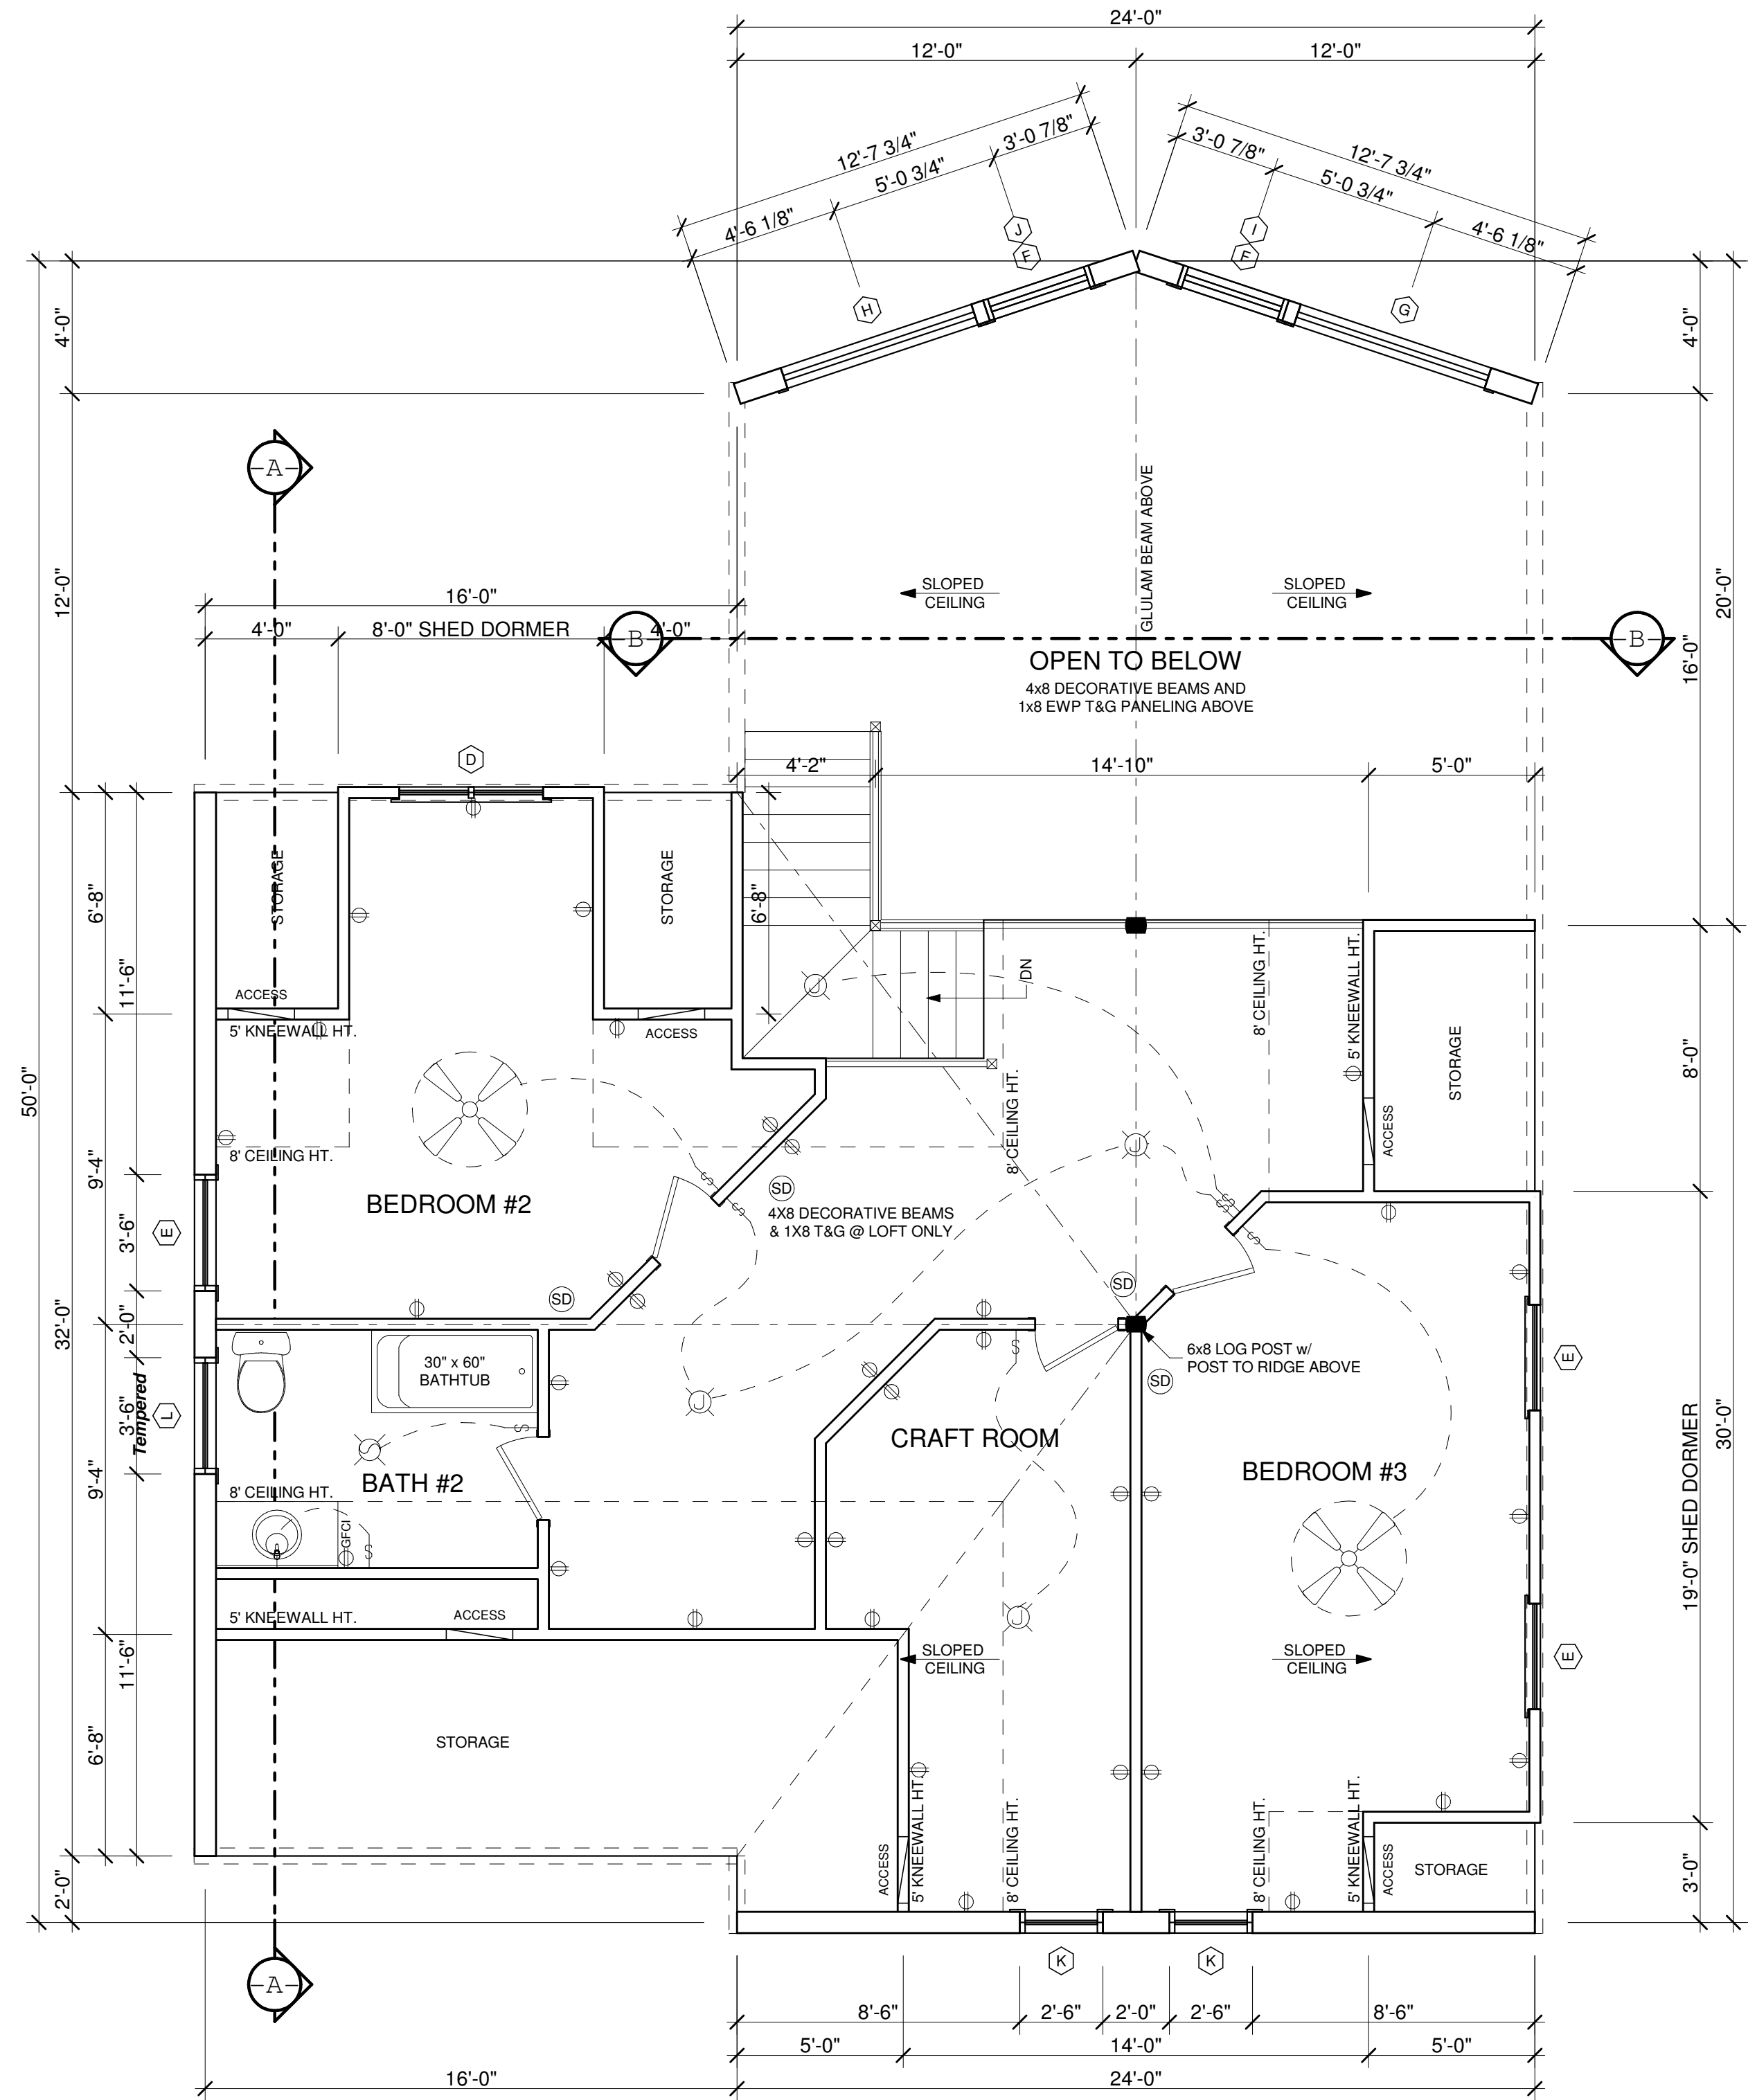 24'-0"
12'-0"
12'-0"
12'-7 3/4"
4'-6 1/8"
5'-0 3/4"
3'-0 7/8"
3'-0 7/8"
12'-7 3/4"
5'-0 3/4"
4'-6 1/8"
J
F
I
F
H
G
4'-0"
4'-0"
A
GLULAM BEAM ABOVE
SLOPED
CEILING
SLOPED
CEILING
12'-0"
20'-0"
16'-0"
16'-0"
4'-0"
8'-0" SHED DORMER
4'-0"
B
B
OPEN TO BELOW
4x8 DECORATIVE BEAMS AND
1x8 EWP T&G PANELING ABOVE
D
4'-2"
14'-10"
5'-0"
STORAGE
STORAGE
6'-8"
6'-8"
11'-6"
ACCESS
5' KNEEWALL HT.
ACCESS
J
DN
8' CEILING HT.
5' KNEEWALL HT.
STORAGE
8'-0"
50'-0"
8' CEILING HT.
8' CEILING HT.
ACCESS
J
9'-4"
BEDROOM #2
S
S
SD
4X8 DECORATIVE BEAMS
& 1X8 T&G @ LOFT ONLY
S
S
S
3'-6"
E
SD
SD
32'-0"
2'-0"
6x8 LOG POST w/
POST TO RIDGE ABOVE
30" x 60"
BATHTUB
S
SD
E
3'-6"
Tempered
L
J
S
S
CRAFT ROOM
BEDROOM #3
BATH #2
19'-0" SHED DORMER
30'-0"
9'-4"
8' CEILING HT.
GFCI
S
5' KNEEWALL HT.
ACCESS
J
11'-6"
SLOPED
CEILING
SLOPED
CEILING
E
6'-8"
STORAGE
ACCESS
5' KNEEWALL HT.
8' CEILING HT.
8' CEILING HT.
5' KNEEWALL HT.
ACCESS
STORAGE
2'-0"
3'-0"
K
K
A
8'-6"
2'-6"
2'-0"
2'-6"
8'-6"
5'-0"
14'-0"
5'-0"
16'-0"
24'-0"